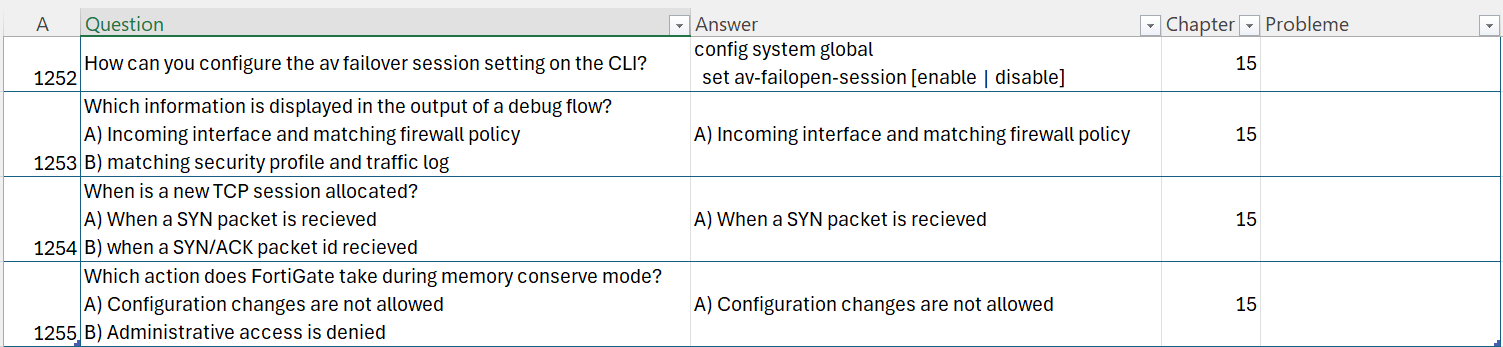 A Question Answer Chapter Probleme
1252 How can you configure the av failover session setting on the CLI? config system global
set av-failopen-session [enable | disable] 15
Which information is displayed in the output of a debug flow?
A) Incoming interface and matching firewall policy A) Incoming interface and matching firewall policy 15
1253 B) matching security profile and traffic log
When is a new TCP session allocated?
A) When a SYN packet is recieved A) When a SYN packet is recieved 15
1254 B) when a SYN/ACK packet id recieved
Which action does FortiGate take during memory conserve mode?
A) Configuration changes are not allowed A) Configuration changes are not allowed 15
1255 B) Administrative access is denied